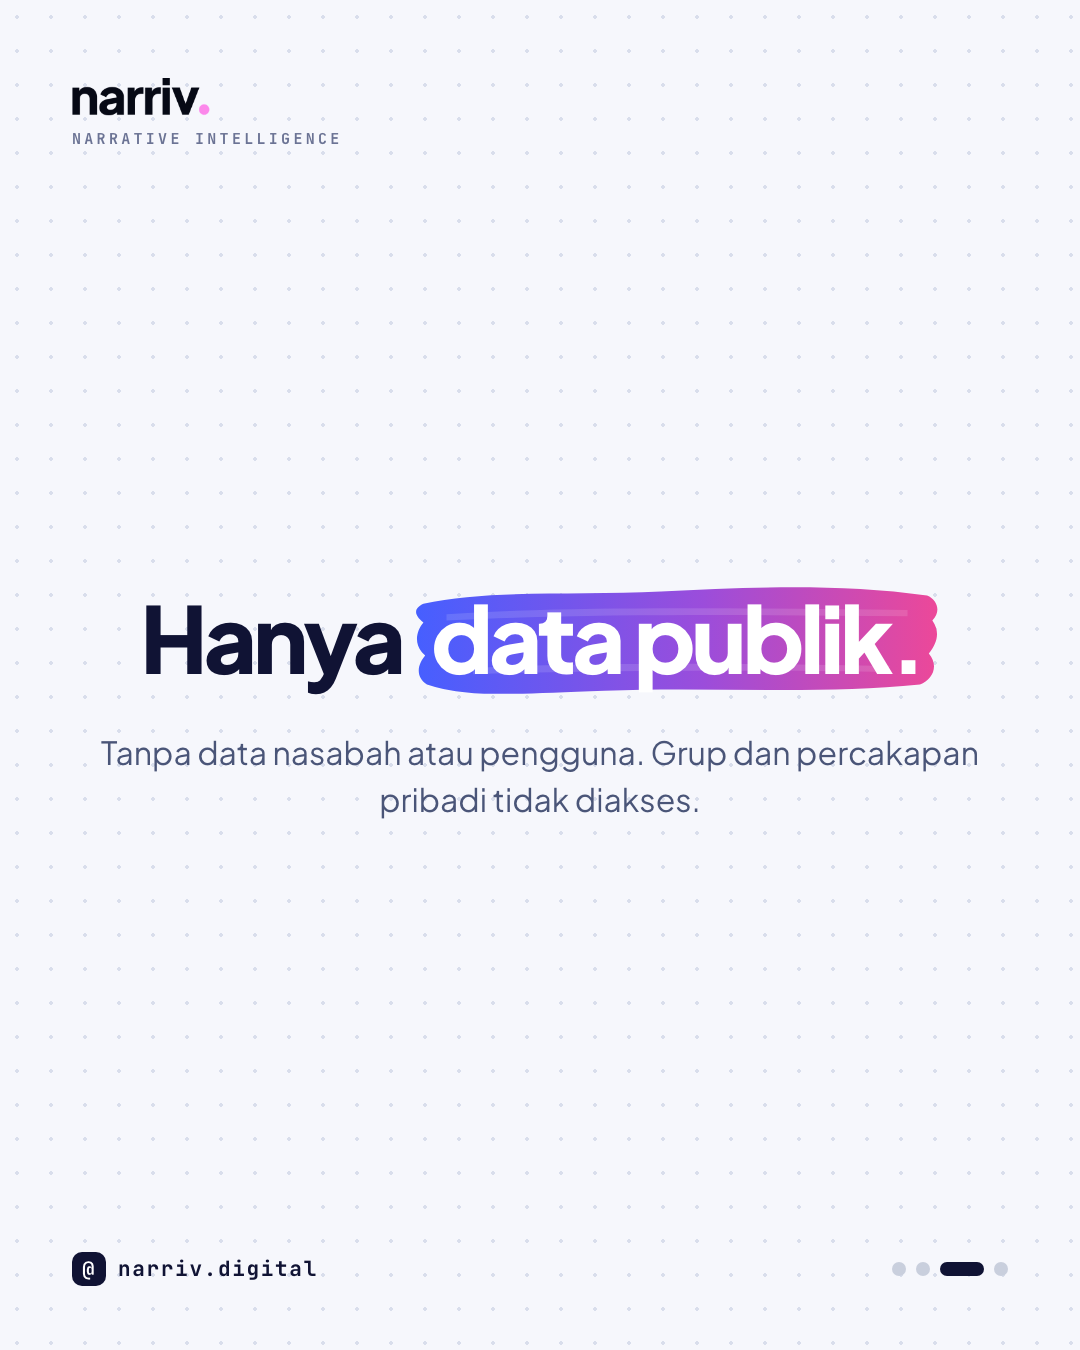 narriv.
NARRATIVE INTELLIGENCE
Hanya data publik.
Tanpa data nasabah atau pengguna. Grup dan percakapan
pribadi tidak diakses.
@ narriv.digital